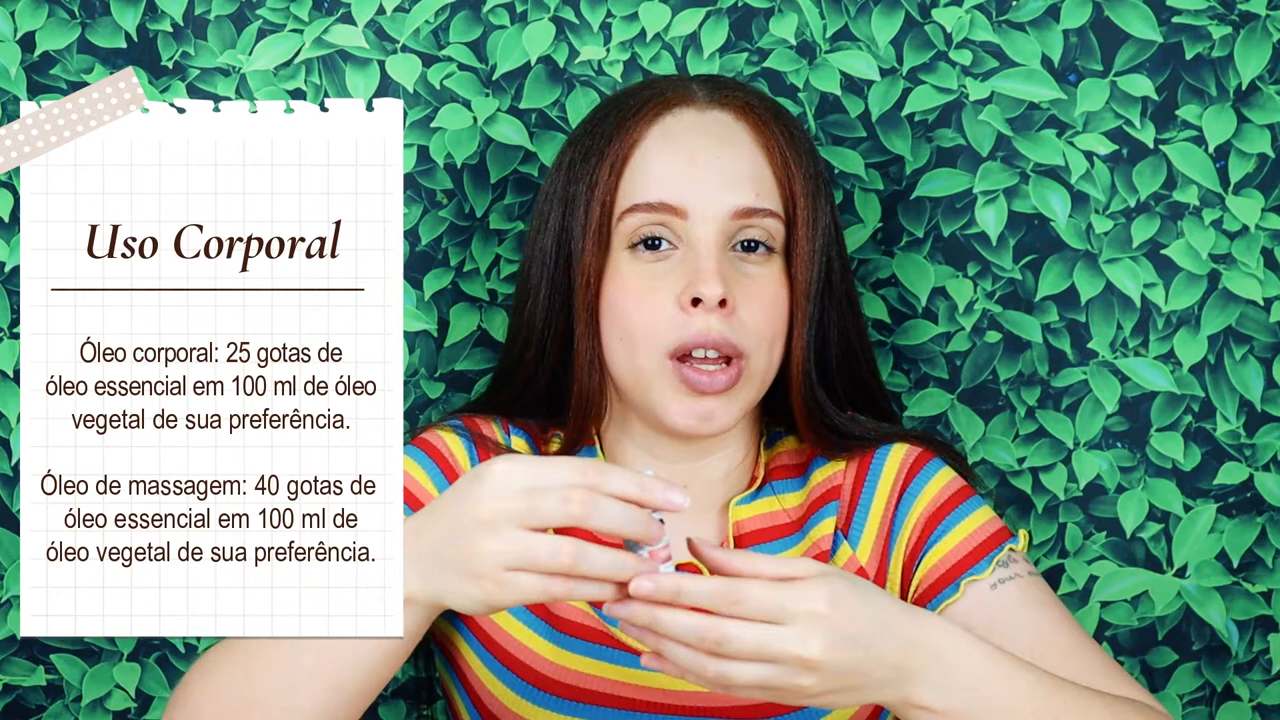 Uso Corporal
Óleo corporal: 25 gotas de
óleo essencial em 100 ml de óleo
vegetal de sua preferência.
Óleo de massagem: 40 gotas de
óleo essencial em 100 ml de
óleo vegetal de sua preferência.